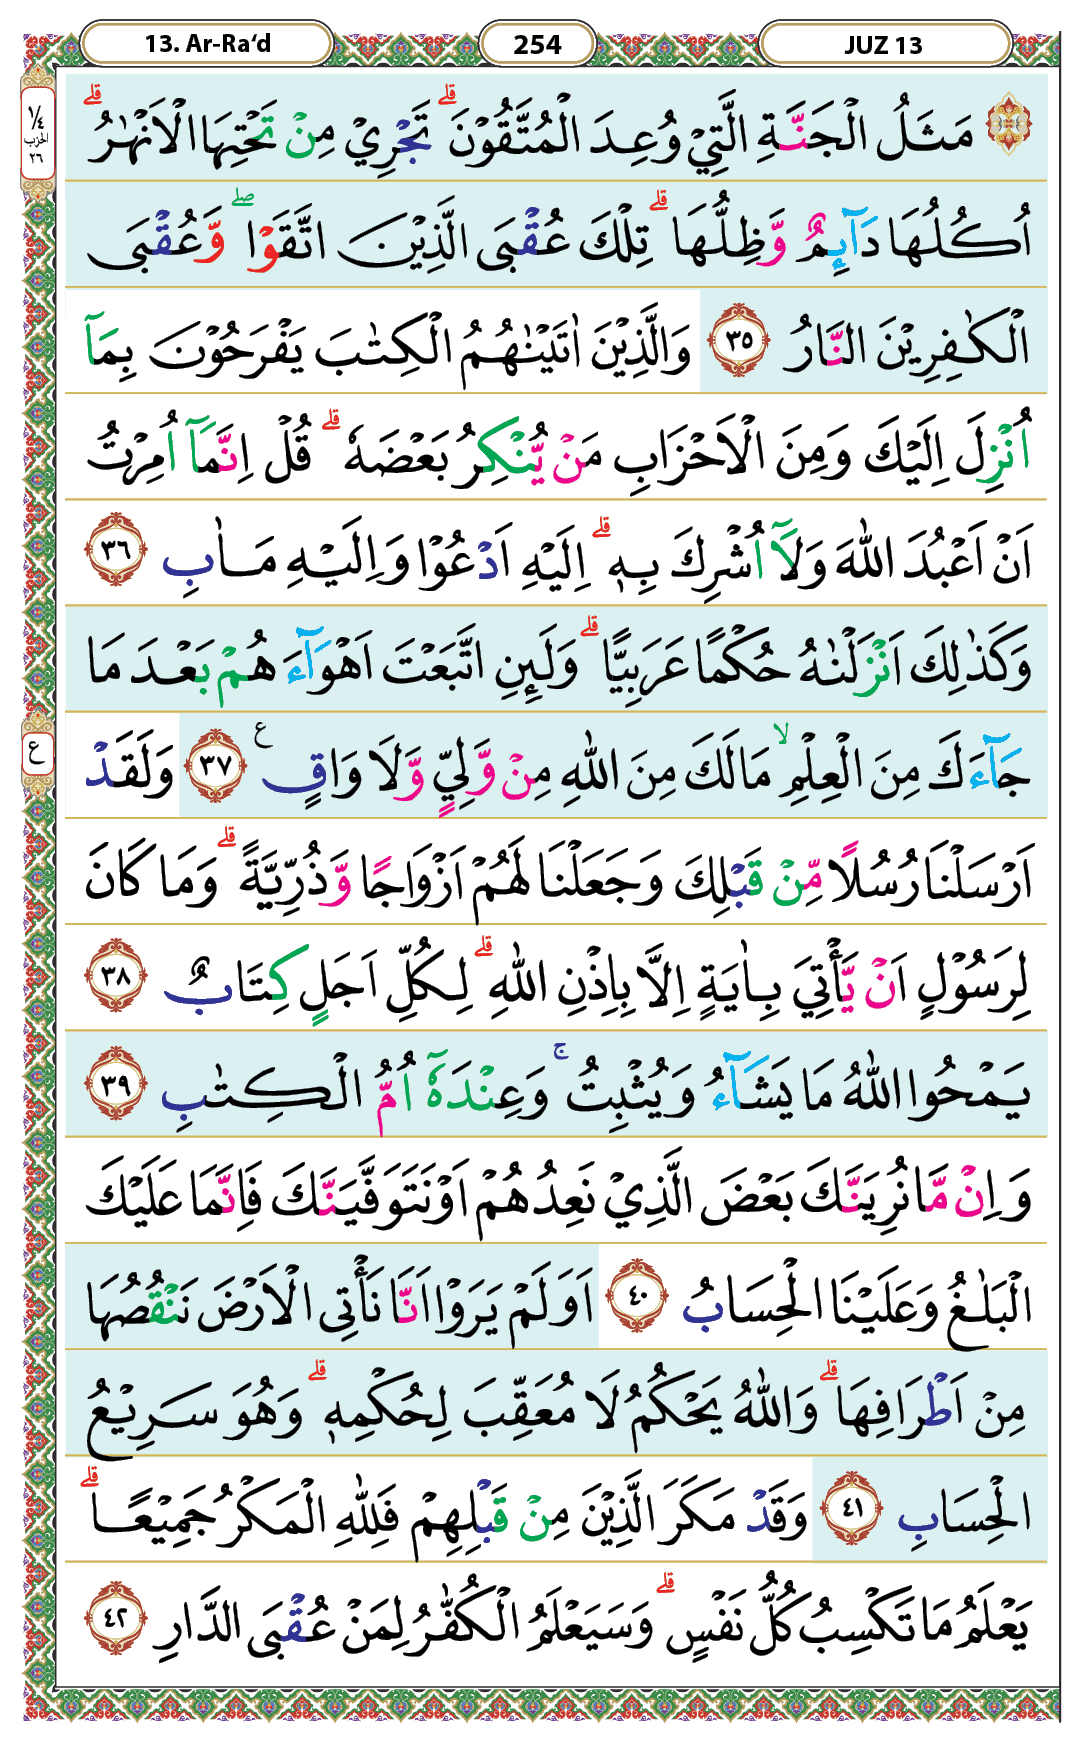 13. Ar-Ra‘d
254
JUZ 13
١/٤
الحزب
٢٦
مَثَلُ الْجَنَّةِ الَّتِيْ وُعِدَ الْمُتَّقُوْنَ ۗ تَجْرِيْ مِنْ تَحْتِهَا الْاَنْهٰرُ ۗ
اُكُلُهَا دَآىِٕمٌ وَّظِلُّهَا ۗ تِلْكَ عُقْبَى الَّذِيْنَ اتَّقَوْا ۖ وَّعُقْبَى
الْكٰفِرِيْنَ النَّارُ ٣٥ وَالَّذِيْنَ اٰتَيْنٰهُمُ الْكِتٰبَ يَفْرَحُوْنَ بِمَآ
اُنْزِلَ اِلَيْكَ وَمِنَ الْاَحْزَابِ مَنْ يُّنْكِرُ بَعْضَهٗ ۗ قُلْ اِنَّمَآ اُمِرْتُ
اَنْ اَعْبُدَ اللّٰهَ وَلَآ اُشْرِكَ بِهٖ ۗ اِلَيْهِ اَدْعُوْا وَاِلَيْهِ مَاٰبِ ٣٦
وَكَذٰلِكَ اَنْزَلْنٰهُ حُكْمًا عَرَبِيًّا ۗ وَلَىِٕنِ اتَّبَعْتَ اَهْوَآءَهُمْ بَعْدَ مَا
جَآءَكَ مِنَ الْعِلْمِ ۙ مَا لَكَ مِنَ اللّٰهِ مِنْ وَّلِيٍّ وَّلَا وَاقٍ ع ٣٧ وَلَقَدْ
ع
اَرْسَلْنَا رُسُلًا مِّنْ قَبْلِكَ وَجَعَلْنَا لَهُمْ اَزْوَاجًا وَّذُرِّيَّةً ۗ وَمَا كَانَ
لِرَسُوْلٍ اَنْ يَّأْتِيَ بِاٰيَةٍ اِلَّا بِاِذْنِ اللّٰهِ ۗ لِكُلِّ اَجَلٍ كِتَابٌ ٣٨
يَمْحُوا اللّٰهُ مَا يَشَآءُ وَيُثْبِتُ ۚ وَعِنْدَهٗٓ اُمُّ الْكِتٰبِ ٣٩
وَاِنْ مَّا نُرِيَنَّكَ بَعْضَ الَّذِيْ نَعِدُهُمْ اَوْ نَتَوَفَّيَنَّكَ فَاِنَّمَا عَلَيْكَ
الْبَلٰغُ وَعَلَيْنَا الْحِسَابُ ٤٠ اَوَلَمْ يَرَوْا اَنَّا نَأْتِى الْاَرْضَ نَنْقُصُهَا
مِنْ اَطْرَافِهَا ۗ وَاللّٰهُ يَحْكُمُ لَا مُعَقِّبَ لِحُكْمِهٖ ۗ وَهُوَ سَرِيْعُ
الْحِسَابِ ٤١ وَقَدْ مَكَرَ الَّذِيْنَ مِنْ قَبْلِهِمْ فَلِلّٰهِ الْمَكْرُ جَمِيْعًا ۗ
يَعْلَمُ مَا تَكْسِبُ كُلُّ نَفْسٍ ۗ وَسَيَعْلَمُ الْكُفّٰرُ لِمَنْ عُقْبَى الدَّارِ ٤٢